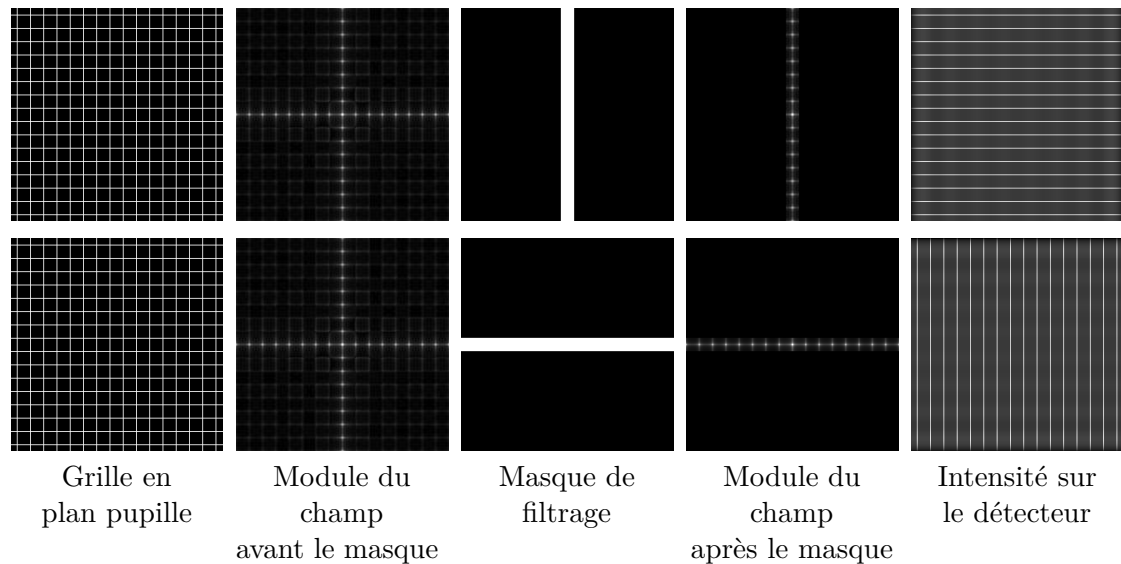 Grille en
plan pupille
Module du
champ
avant le masque
Masque de
filtrage
Module du
champ
après le masque
Intensité sur
le détecteur